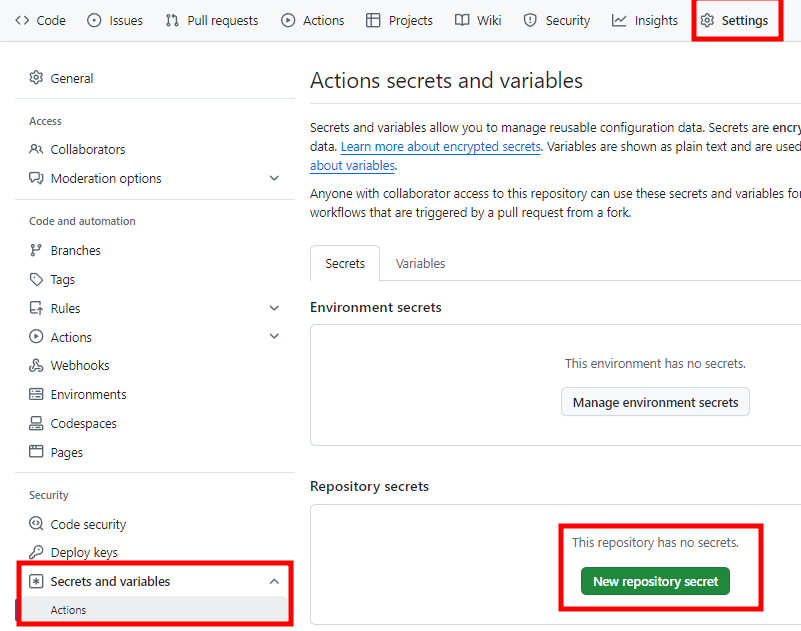 Code Issues Pull requests Actions Projects Wiki Security Insights Settings
General
Access
Collaborators
Moderation options
Code and automation
Branches
Tags
Rules
Actions
Webhooks
Environments
Codespaces
Pages
Security
Code security
Deploy keys
Secrets and variables
Actions
Actions secrets and variables
Secrets and variables allow you to manage reusable configuration data. Secrets are
data. Learn more about encrypted secrets. Variables are shown as plain text and are used
about variables.
Anyone with collaborator access to this repository can use these secrets and variables for
workflows that are triggered by a pull request from a fork.
Secrets Variables
Environment secrets
This environment has no secrets.
Manage environment secrets
Repository secrets
This repository has no secrets.
New repository secret